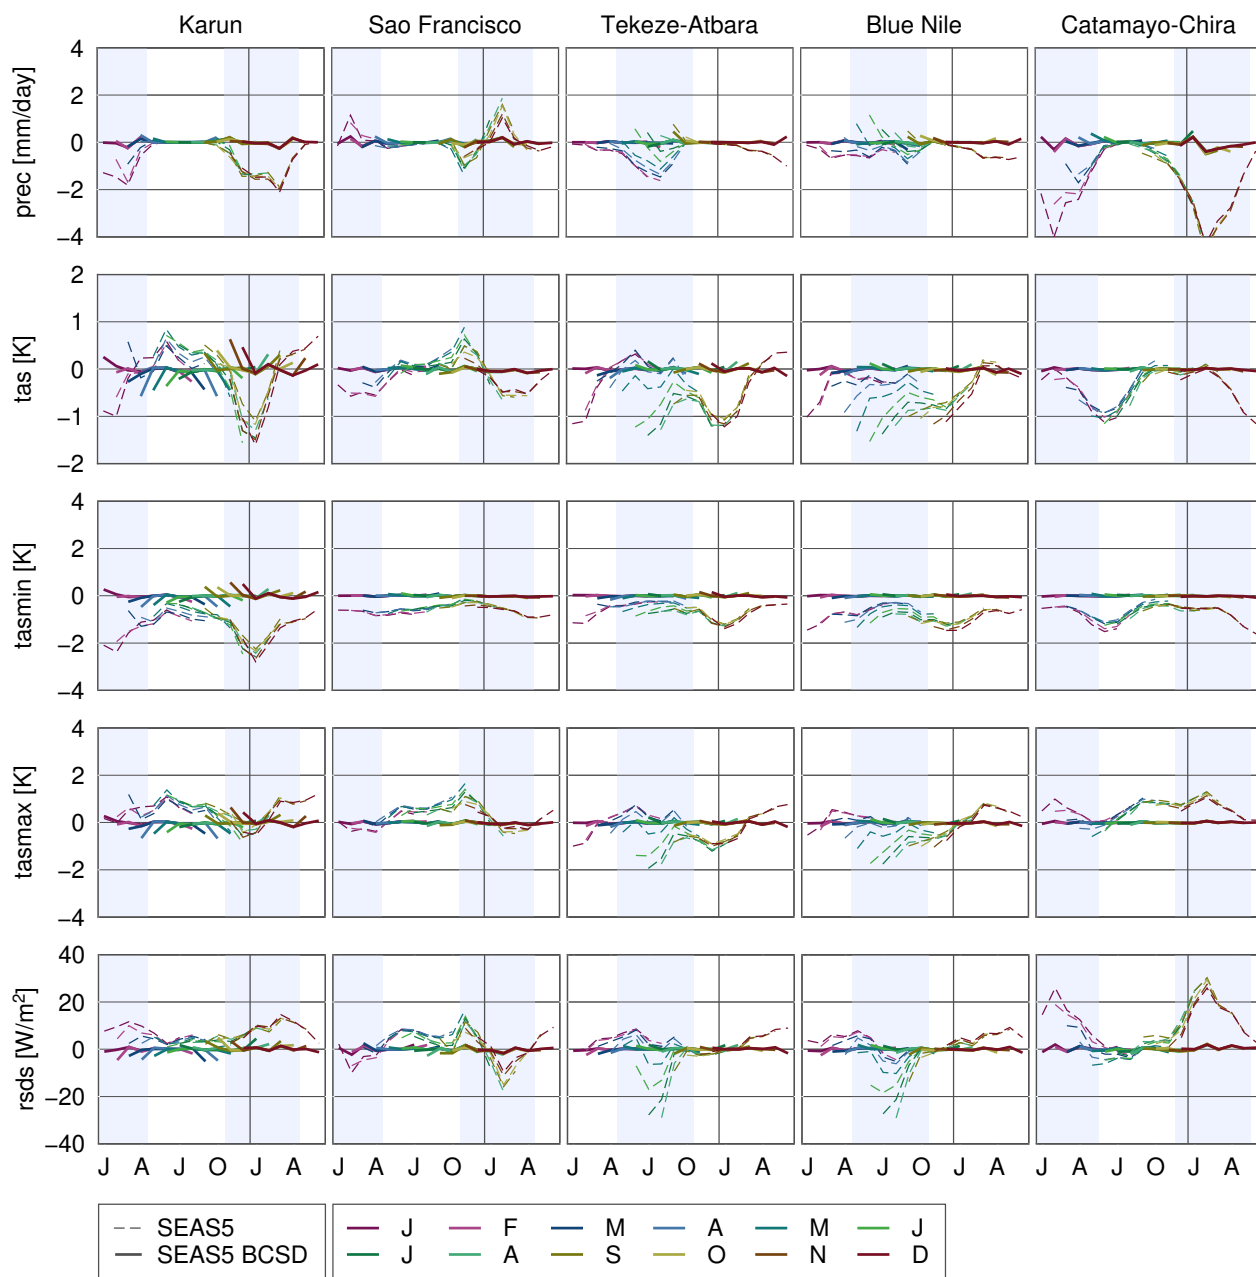 Karun Sao Francisco Tekeze-Atbara Blue Nile Catamayo-Chira
prec [mm/day]
4
2
0
−2
−4
tas [K]
2
1
0
−1
−2
tasmin [K]
4
2
0
−2
−4
tasmax [K]
4
2
0
−2
−4
rsds [W/m²]
40
20
0
−20
−40
J A J O J A J A J O J A J A J O J A J A J O J A J A J O J A
SEAS5 J F M A M J
SEAS5 BCSD J A S O N D